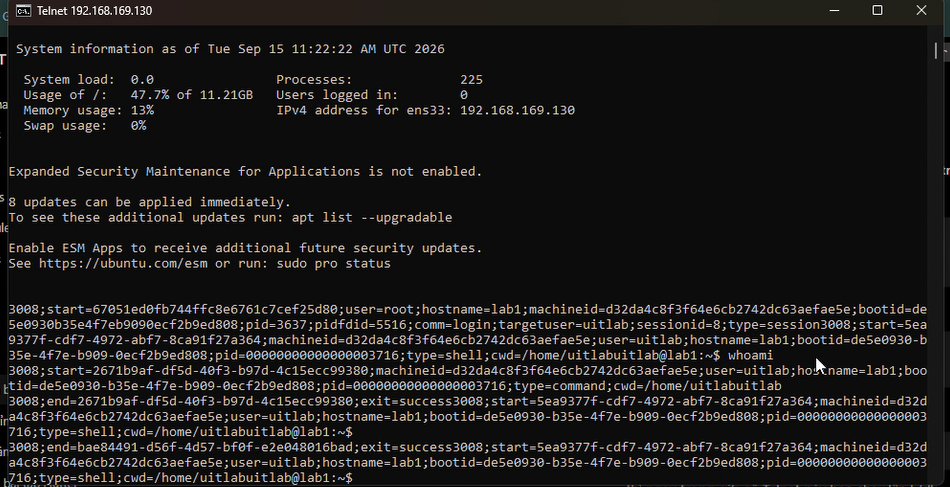 Telnet 192.168.169.130
System information as of Tue Sep 15 11:22:22 AM UTC 2026
System load: 0.0 Processes: 225
Usage of /: 47.7% of 11.21GB Users logged in: 0
Memory usage: 13% IPv4 address for ens33: 192.168.169.130
Swap usage: 0%
Expanded Security Maintenance for Applications is not enabled.
8 updates can be applied immediately.
To see these additional updates run: apt list --upgradable
Enable ESM Apps to receive additional future security updates.
See https://ubuntu.com/esm or run: sudo pro status
3008;start=67051ed0fb744ffc8e6761c7cef25d80;user=root;hostname=lab1;machineid=d32da4c8f3f64e6cb2742dc63aefae5e;bootid=de
5e0930b35e4f7eb9090ecf2b9ed808;pid=3637;pidfdid=5516;comm=login;targetuser=uitlab;sessionid=8;type=session3008;start=5ea
9377f-cdf7-4972-abf7-8ca91f27a364;machineid=d32da4c8f3f64e6cb2742dc63aefae5e;user=uitlab;hostname=lab1;bootid=de5e0930-b
35e-4f7e-b909-0ecf2b9ed808;pid=00000000000000003716;type=shell;cwd=/home/uitlabuitlab@lab1:~$ whoami
3008;start=2671b9af-df5d-40f3-b97d-4c15ecc99380;machineid=d32da4c8f3f64e6cb2742dc63aefae5e;user=uitlab;hostname=lab1;boo
tid=de5e0930-b35e-4f7e-b909-0ecf2b9ed808;pid=00000000000000003716;type=command;cwd=/home/uitlabuitlab
3008;end=2671b9af-df5d-40f3-b97d-4c15ecc99380;exit=success3008;start=5ea9377f-cdf7-4972-abf7-8ca91f27a364;machineid=d32d
a4c8f3f64e6cb2742dc63aefae5e;user=uitlab;hostname=lab1;bootid=de5e0930-b35e-4f7e-b909-0ecf2b9ed808;pid=00000000000000003
716;type=shell;cwd=/home/uitlabuitlab@lab1:~$
3008;end=bae84491-d56f-4d57-bf0f-e2e048016bad;exit=success3008;start=5ea9377f-cdf7-4972-abf7-8ca91f27a364;machineid=d32d
a4c8f3f64e6cb2742dc63aefae5e;user=uitlab;hostname=lab1;bootid=de5e0930-b35e-4f7e-b909-0ecf2b9ed808;pid=00000000000000003
716;type=shell;cwd=/home/uitlabuitlab@lab1:~$